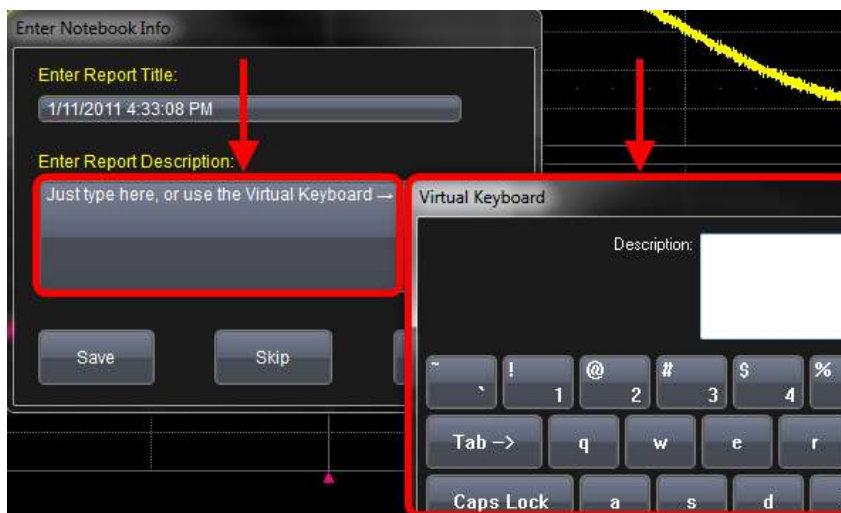 Enter Notebook Info
Enter Report Title:
1/11/2011 4:33:08 PM
Enter Report Description:
Just type here, or use the Virtual Keyboard →
Save
Skip
Virtual Keyboard
Description:
~ ` ! 1 @ 2 # 3 $ 4 %
Tab -> q w e r
Caps Lock a s d